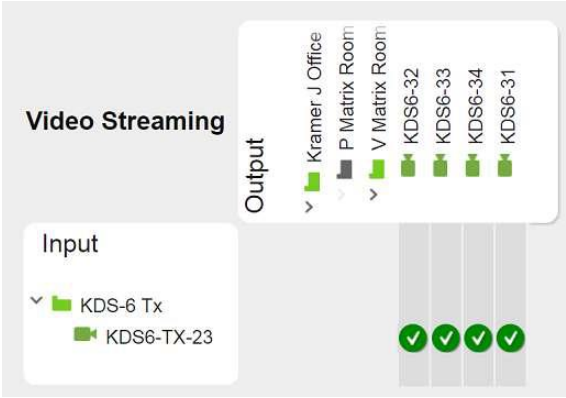 Video Streaming
Output
Kramer J Office
P Matrix Room
V Matrix Room
KDS6-32
KDS6-33
KDS6-34
KDS6-31
Input
KDS-6 Tx
KDS6-TX-23